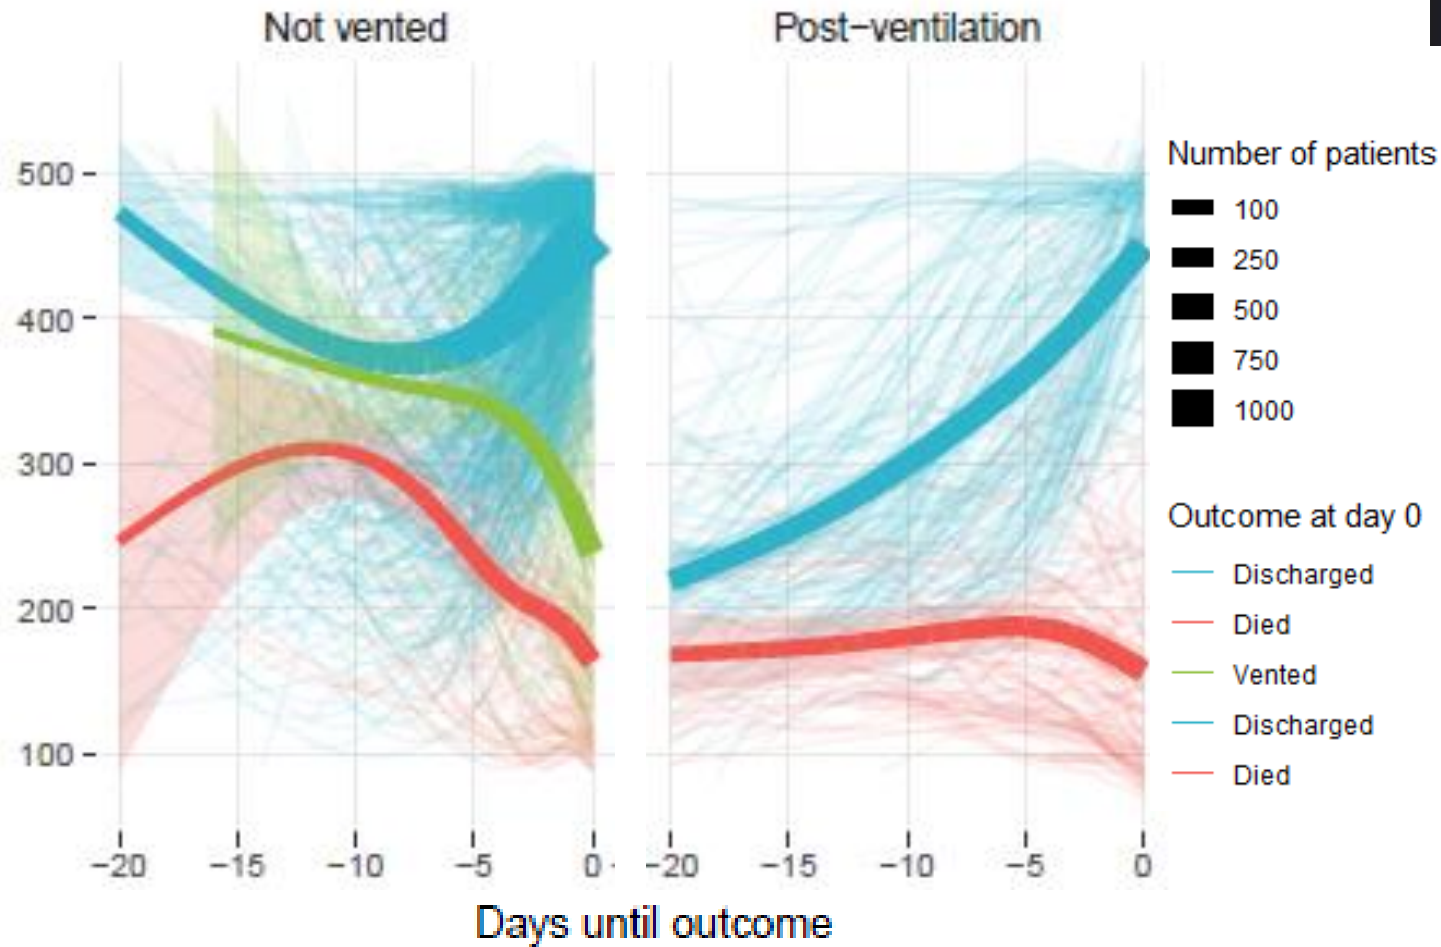 Not vented
Post−ventilation
500
400
300
200
100
−20 −15 −10 −5 0
−20 −15 −10 −5 0
Days until outcome
Number of patients
100
250
500
750
1000
Outcome at day 0
Discharged
Died
Vented
Discharged
Died